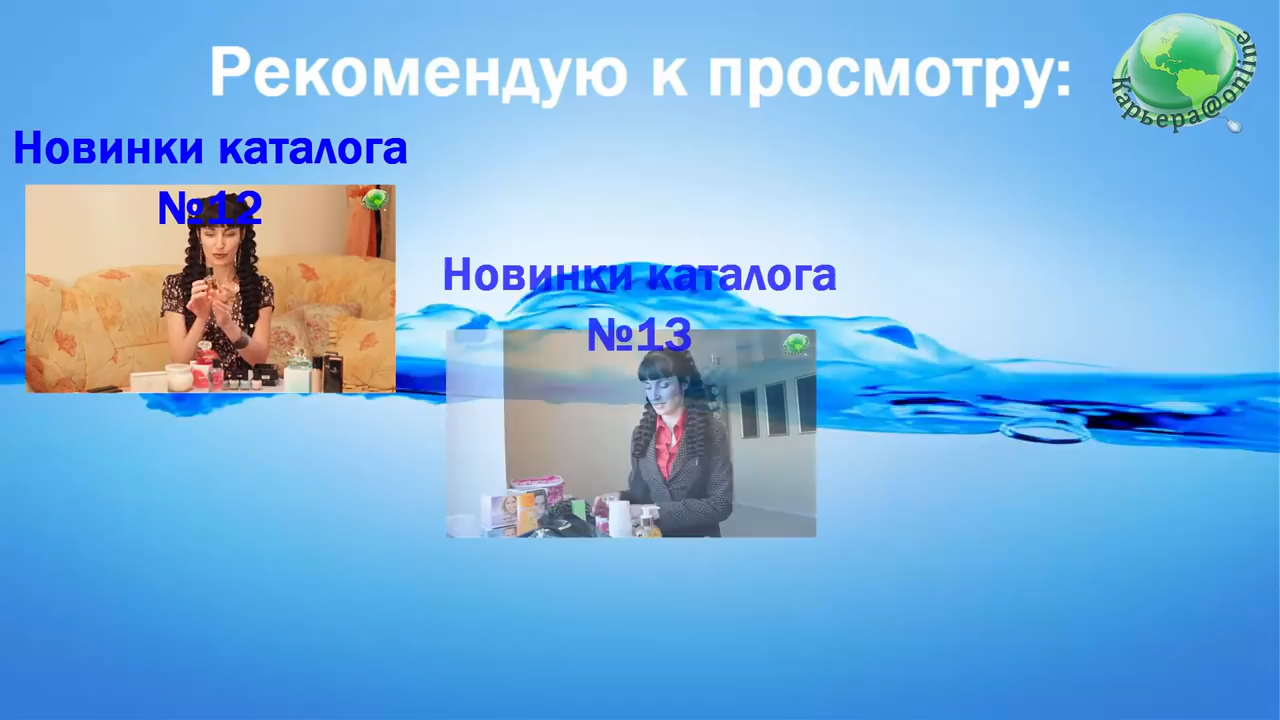 Рекомендую к просмотру:
Карьера@online
Новинки каталога
№12
Новинки каталога
№13